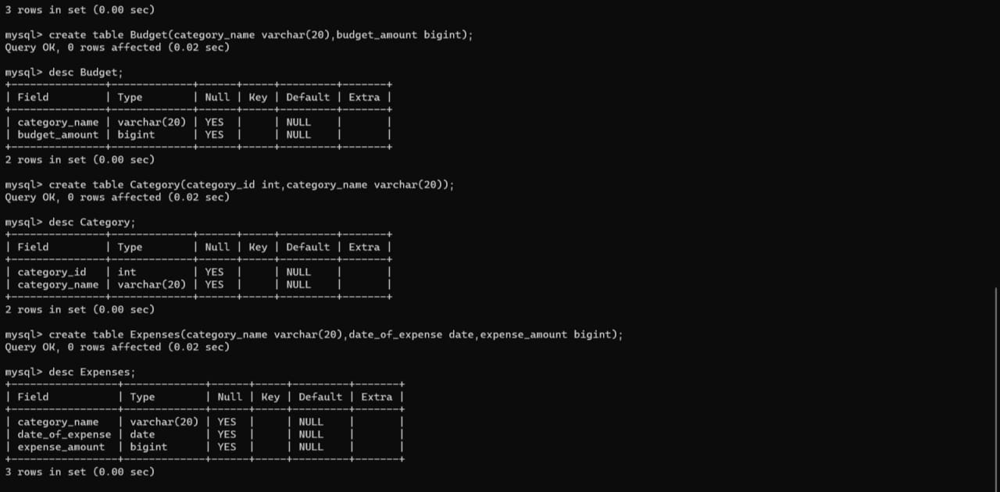 3 rows in set (0.00 sec)
mysql> create table Budget(category_name varchar(20),budget_amount bigint);
Query OK, 0 rows affected (0.02 sec)
mysql> desc Budget;
+---------------+-------------+------+-----+---------+-------+
| Field         | Type        | Null | Key | Default | Extra |
+---------------+-------------+------+-----+---------+-------+
| category_name | varchar(20) | YES  |     | NULL    |       |
| budget_amount | bigint      | YES  |     | NULL    |       |
+---------------+-------------+------+-----+---------+-------+
2 rows in set (0.00 sec)
mysql> create table Category(category_id int,category_name varchar(20));
Query OK, 0 rows affected (0.02 sec)
mysql> desc Category;
+---------------+-------------+------+-----+---------+-------+
| Field         | Type        | Null | Key | Default | Extra |
+---------------+-------------+------+-----+---------+-------+
| category_id   | int         | YES  |     | NULL    |       |
| category_name | varchar(20) | YES  |     | NULL    |       |
+---------------+-------------+------+-----+---------+-------+
2 rows in set (0.00 sec)
mysql> create table Expenses(category_name varchar(20),date_of_expense date,expense_amount bigint);
Query OK, 0 rows affected (0.02 sec)
mysql> desc Expenses;
+-----------------+-------------+------+-----+---------+-------+
| Field           | Type        | Null | Key | Default | Extra |
+-----------------+-------------+------+-----+---------+-------+
| category_name   | varchar(20) | YES  |     | NULL    |       |
| date_of_expense | date        | YES  |     | NULL    |       |
| expense_amount  | bigint      | YES  |     | NULL    |       |
+-----------------+-------------+------+-----+---------+-------+
3 rows in set (0.00 sec)